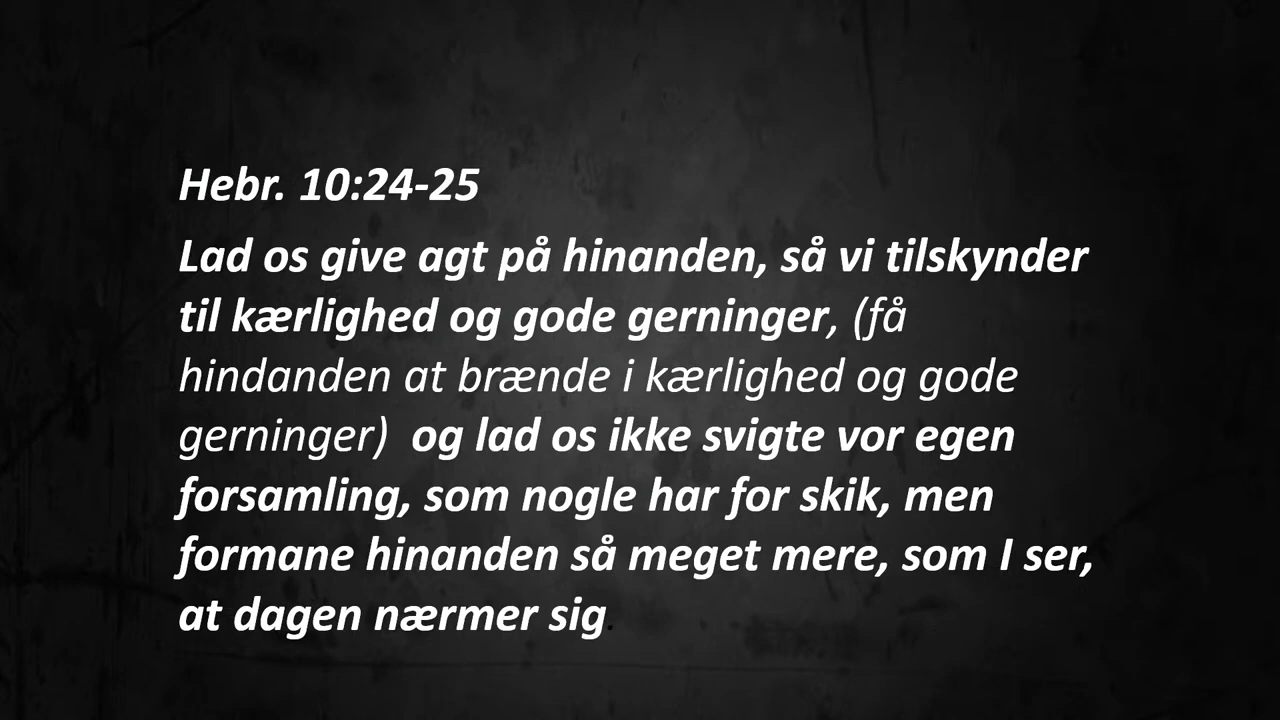 Hebr. 10:24-25
Lad os give agt på hinanden, så vi tilskynder
til kærlighed og gode gerninger, (få
hindanden at brænde i kærlighed og gode
gerninger) og lad os ikke svigte vor egen
forsamling, som nogle har for skik, men
formane hinanden så meget mere, som I ser,
at dagen nærmer sig.